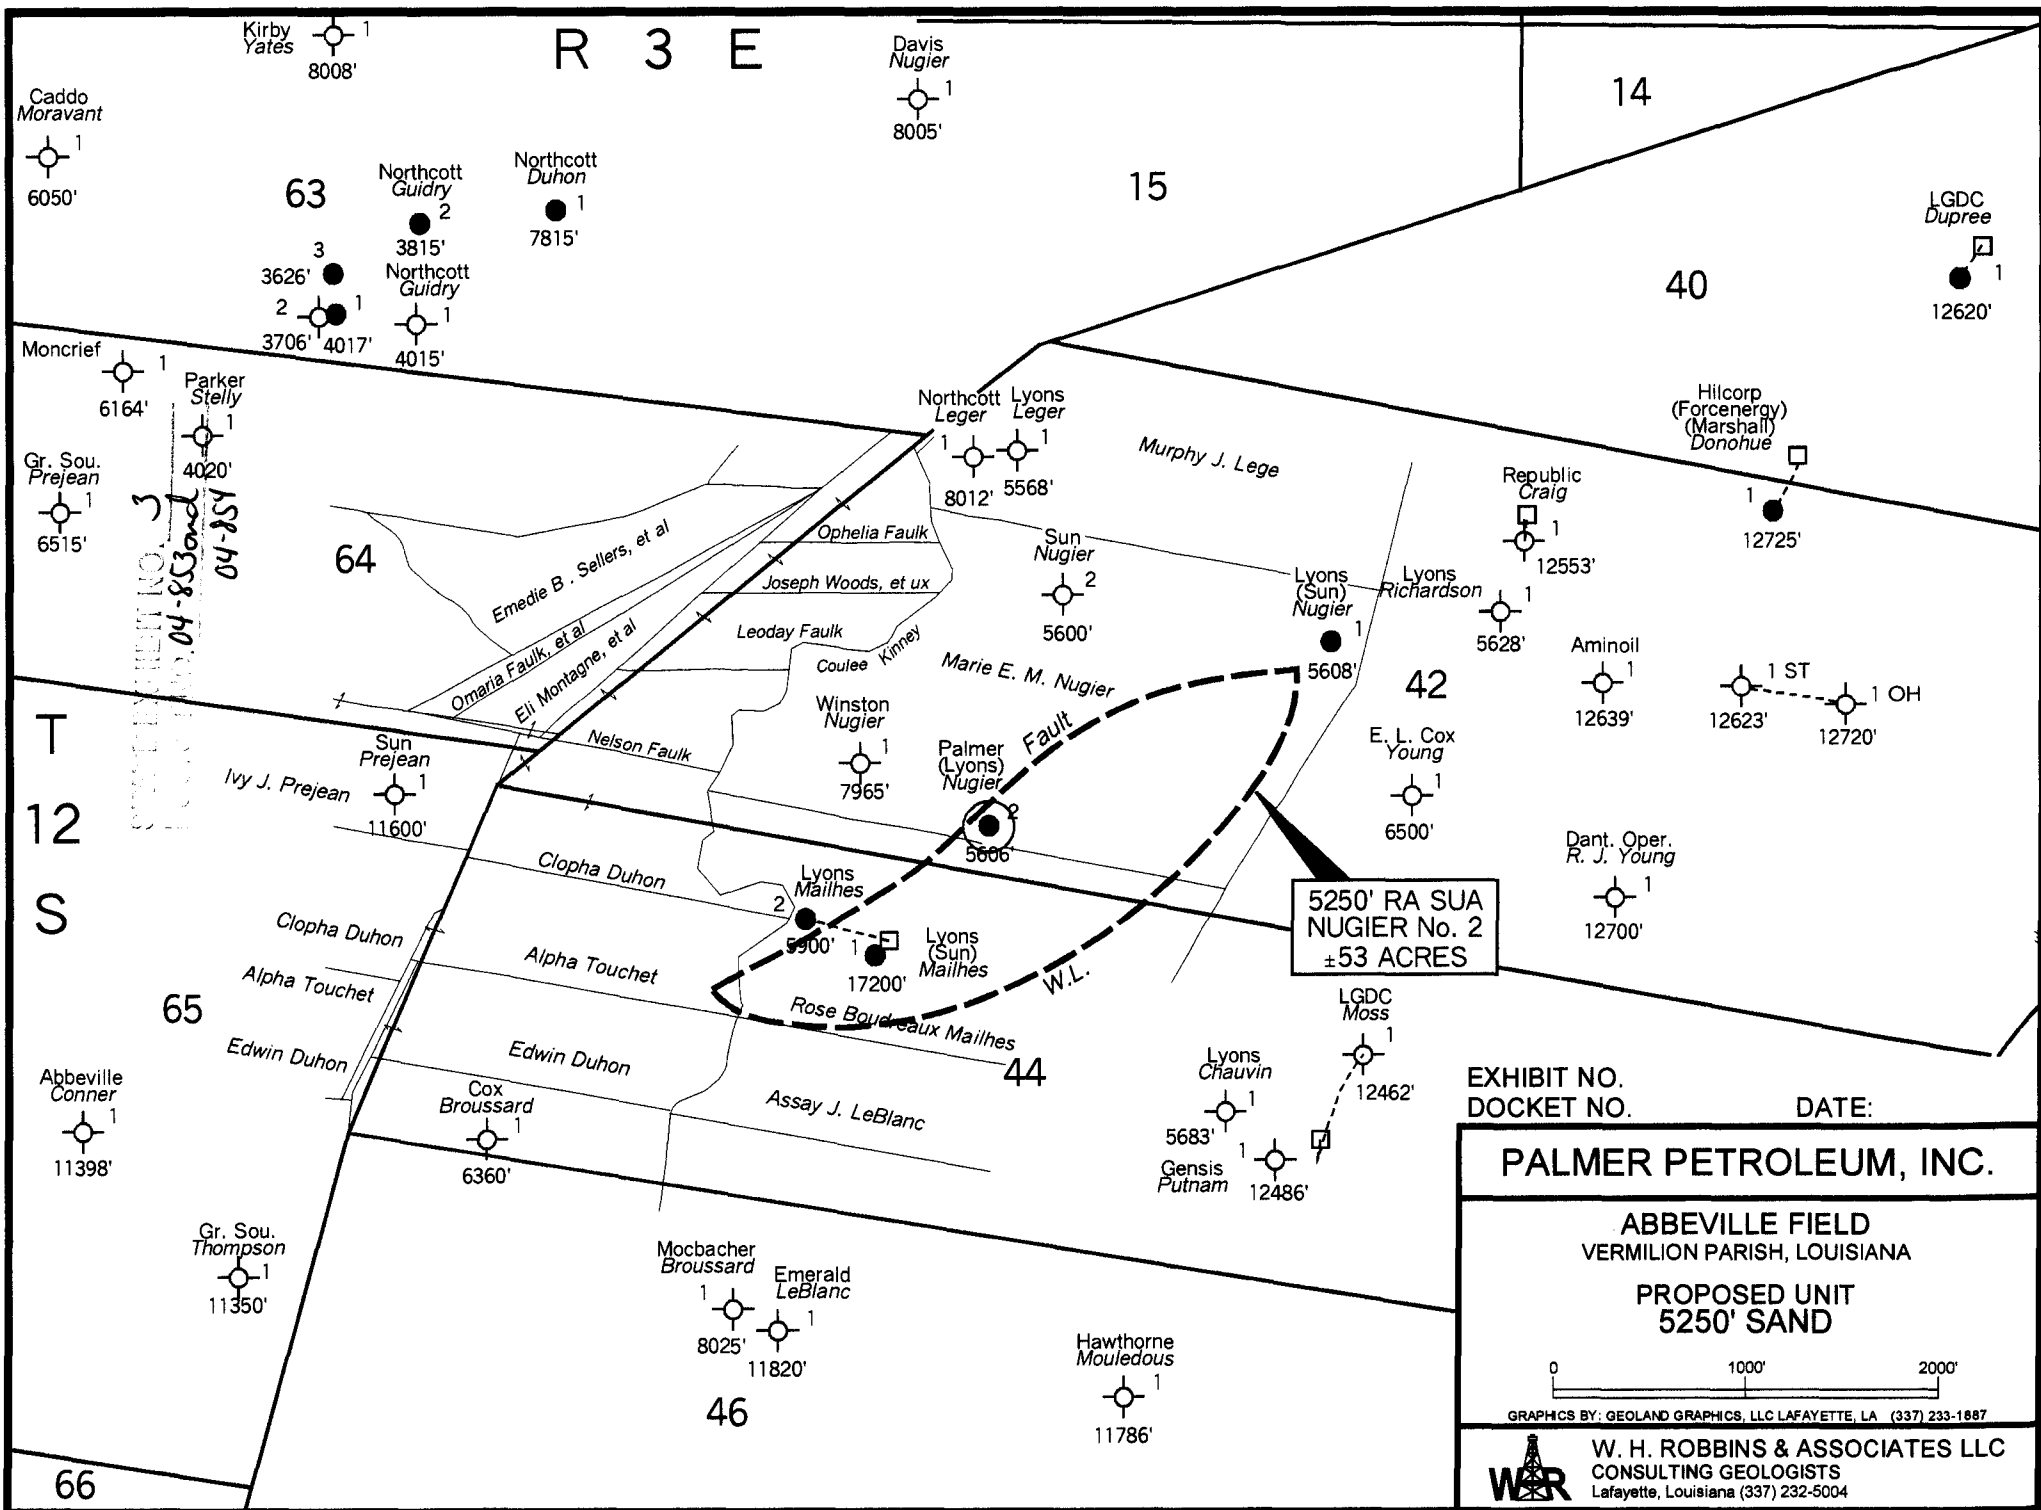 R 3 E
Kirby
Yates
1
8008'
Davis
Nugier
1
8005'
14
Caddo
Moravant
1
6050'
63
Northcott
Guidry
2
3815'
Northcott
Duhon
1
7815'
15
LGDC
Dupree
1
12620'
3
3626'
2
1
3706'
4017'
Northcott
Guidry
1
4015'
40
Moncrief
1
6164'
Parker
Stelly
1
4020'
Gr. Sou.
Prejean
1
6515'
3
04-853 and
04-854
64
Northcott
Leger
1
8012'
Lyons
Leger
1
5568'
Murphy J. Lege
Hilcorp
(Forcenergy)
(Marshall)
Donohue
1
12725'
Republic
Craig
1
12553'
Emedie B . Sellers, et al
Omaria Faulk, et al
Eli Montagne, et al
Ophelia Faulk
Joseph Woods, et ux
Leoday Faulk
Coulee Kinney
Sun
Nugier
2
5600'
Marie E. M. Nugier
Lyons
(Sun)
Nugier
1
5608'
Lyons
Richardson
1
5628'
42
Aminoil
1
12639'
1 ST
12623'
1 OH
12720'
T
12
S
Sun
Prejean
1
11600'
Ivy J. Prejean
Nelson Faulk
Winston
Nugier
1
7965'
Palmer
(Lyons)
Nugier
2
5606'
Fault
E. L. Cox
Young
1
6500'
Dant. Oper.
R. J. Young
1
12700'
Clopha Duhon
Lyons
Mailhes
2
5900'
1
Lyons
(Sun)
Mailhes
17200'
5250' RA SUA
NUGIER No. 2
±53 ACRES
W.L.
Clopha Duhon
Alpha Touchet
Alpha Touchet
65
Rose Boudreaux Mailhes
Edwin Duhon
Edwin Duhon
44
Assay J. LeBlanc
LGDC
Moss
12462'
Lyons
Chauvin
1
5683'
Gensis
Putnam
1
12486'
Abbeville
Conner
1
11398'
Cox
Broussard
1
6360'
Gr. Sou.
Thompson
1
11350'
Mocbacher
Broussard
1
8025'
Emerald
LeBlanc
1
11820'
46
Hawthorne
Mouledous
1
11786'
66
EXHIBIT NO.
DOCKET NO. DATE:
PALMER PETROLEUM, INC.
ABBEVILLE FIELD
VERMILION PARISH, LOUISIANA
PROPOSED UNIT
5250' SAND
0 1000' 2000'
GRAPHICS BY: GEOLAND GRAPHICS, LLC LAFAYETTE, LA (337) 233-1887
W R
W. H. ROBBINS & ASSOCIATES LLC
CONSULTING GEOLOGISTS
Lafayette, Louisiana (337) 232-5004